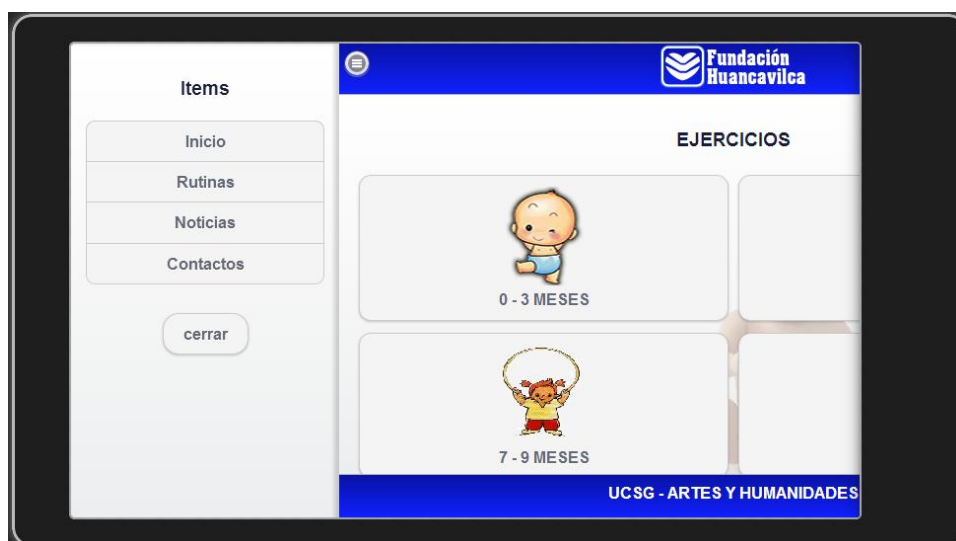 Items
Inicio
Rutinas
Noticias
Contactos
cerrar
Fundación
Huancavilca
EJERCICIOS
0 - 3 MESES
7 - 9 MESES
UCSG - ARTES Y HUMANIDADES